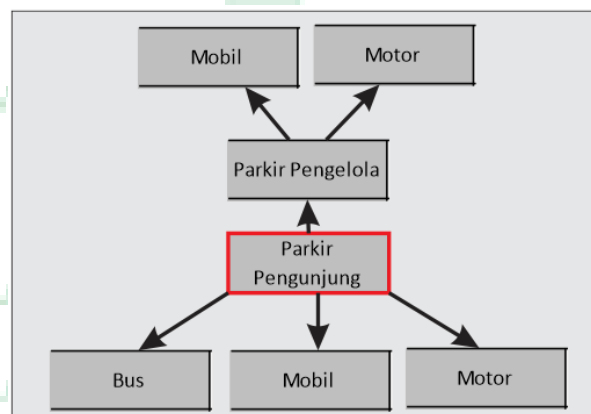 Mobil
Motor
Parkir Pengelola
Parkir
Pengunjung
Bus
Mobil
Motor